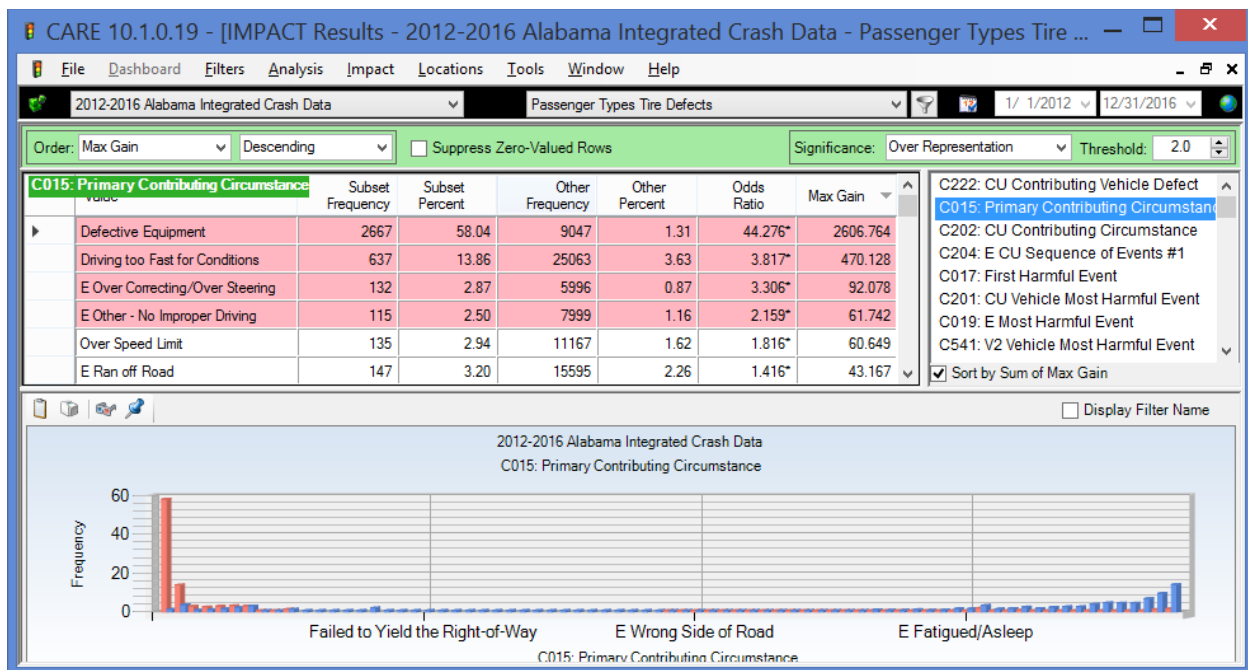 CARE 10.1.0.19 - [IMPACT Results - 2012-2016 Alabama Integrated Crash Data - Passenger Types Tire ...
File Dashboard Filters Analysis Impact Locations Tools Window Help
2012-2016 Alabama Integrated Crash Data Passenger Types Tire Defects 1/ 1/2012 12/31/2016
Order: Max Gain Descending Suppress Zero-Valued Rows Significance: Over Representation Threshold: 2.0
C015: Primary Contributing Circumstance Subset Frequency Subset Percent Other Frequency Other Percent Odds Ratio Max Gain
Defective Equipment 2667 58.04 9047 1.31 44.276* 2606.764
Driving too Fast for Conditions 637 13.86 25063 3.63 3.817* 470.128
E Over Correcting/Over Steering 132 2.87 5996 0.87 3.306* 92.078
E Other - No Improper Driving 115 2.50 7999 1.16 2.159* 61.742
Over Speed Limit 135 2.94 11167 1.62 1.816* 60.649
E Ran off Road 147 3.20 15595 2.26 1.416* 43.167
C222: CU Contributing Vehicle Defect
C015: Primary Contributing Circumstanc
C202: CU Contributing Circumstance
C204: E CU Sequence of Events #1
C017: First Harmful Event
C201: CU Vehicle Most Harmful Event
C019: E Most Harmful Event
C541: V2 Vehicle Most Harmful Event
Sort by Sum of Max Gain
Display Filter Name
2012-2016 Alabama Integrated Crash Data
C015: Primary Contributing Circumstance
Frequency
60
40
20
0
Failed to Yield the Right-of-Way E Wrong Side of Road E Fatigued/Asleep
C015: Primary Contributing Circumstance